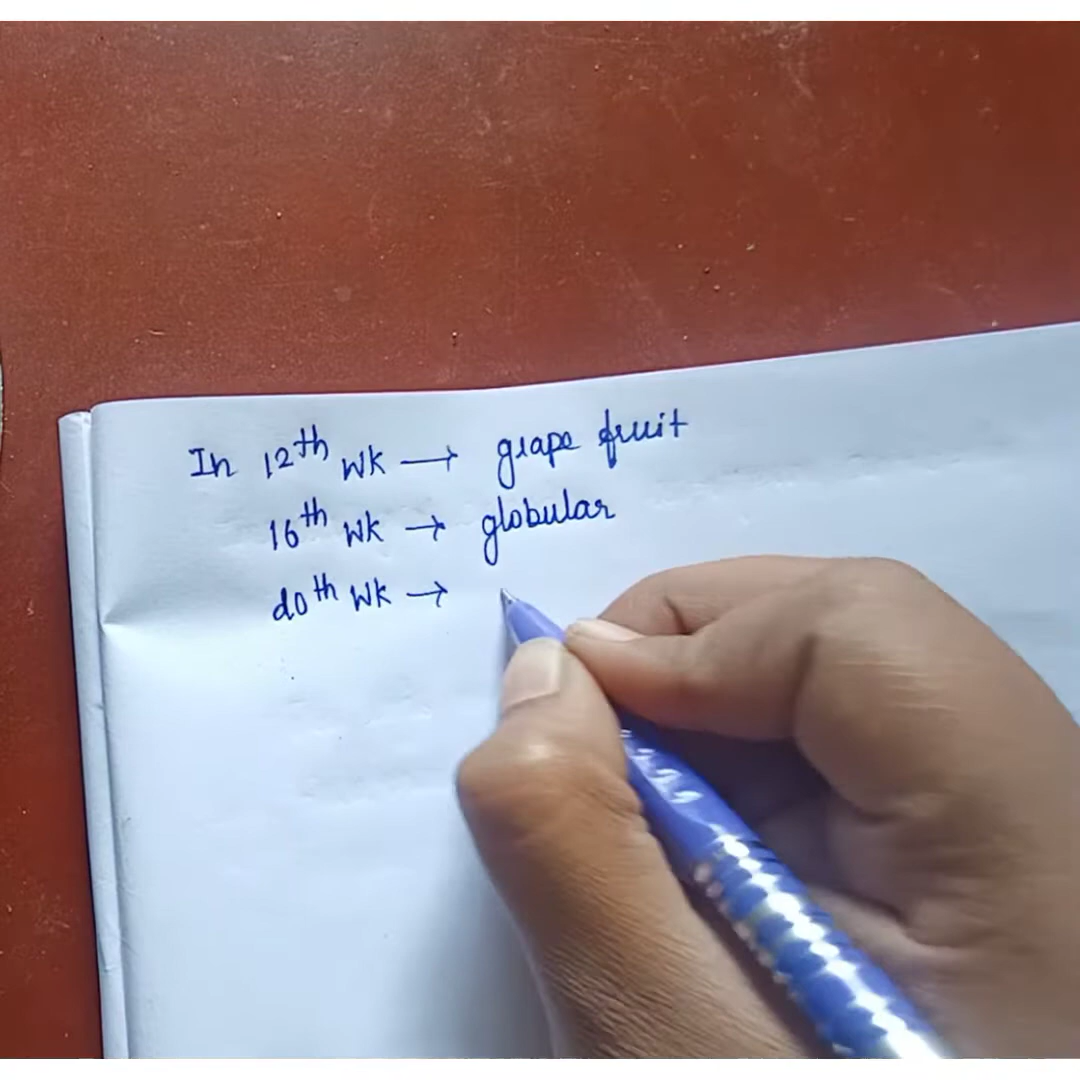 In 12th WK → grape fruit
16th WK → globular
20th WK →